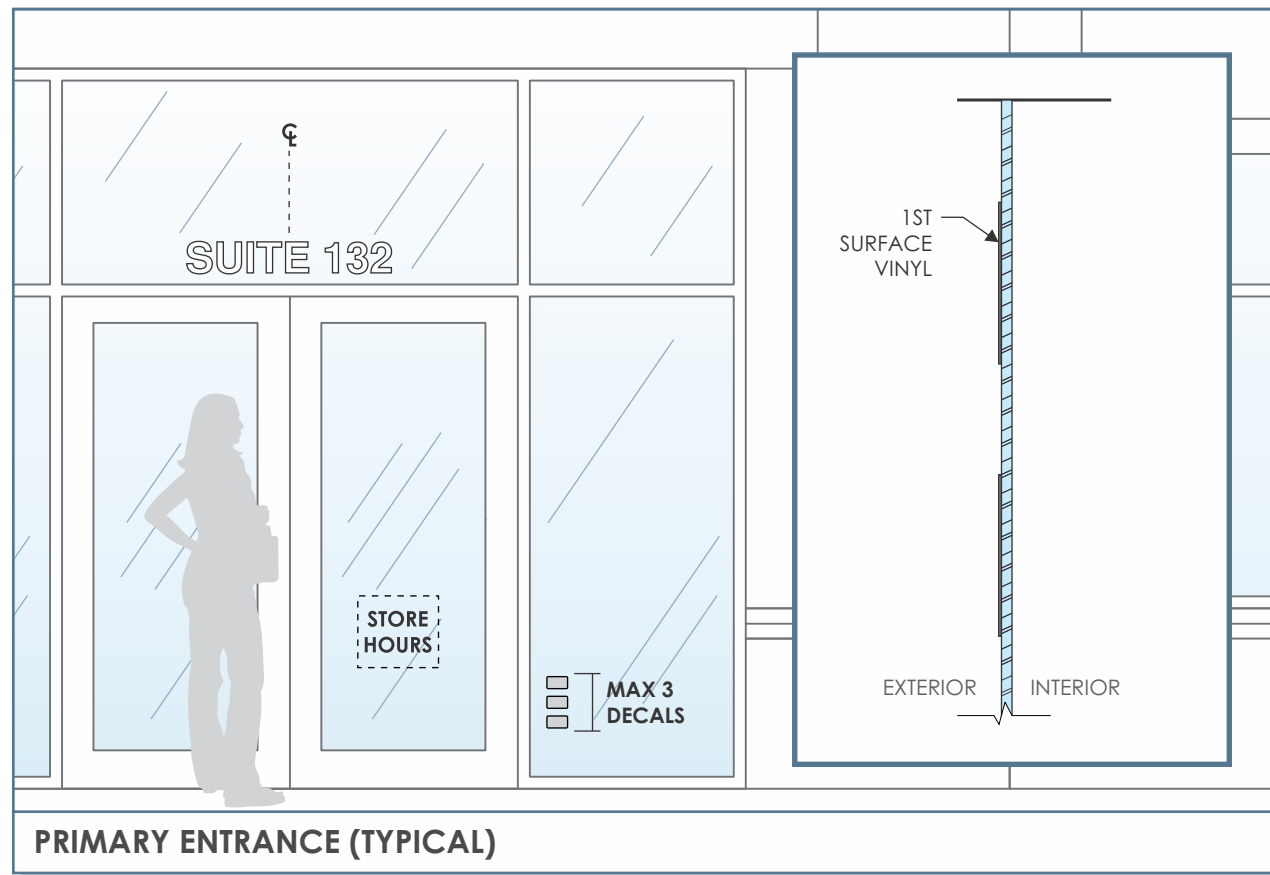 ℄
SUITE 132
STORE
HOURS
MAX 3
DECALS
1ST
SURFACE
VINYL
EXTERIOR
INTERIOR
PRIMARY ENTRANCE (TYPICAL)